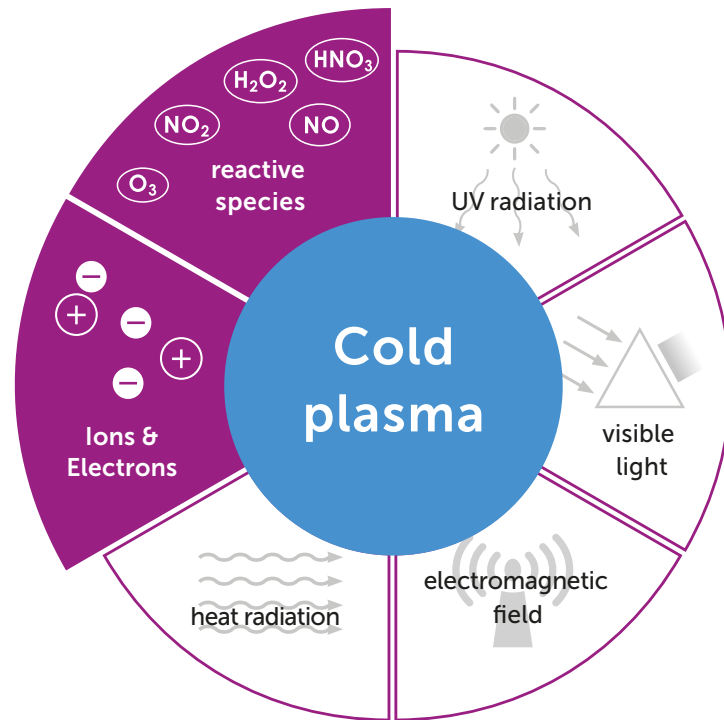 HNO₃
H₂O₂
NO₂
NO
O₃
reactive
species
UV radiation
Cold
plasma
Ions &
Electrons
visible
light
heat radiation
electromagnetic
field